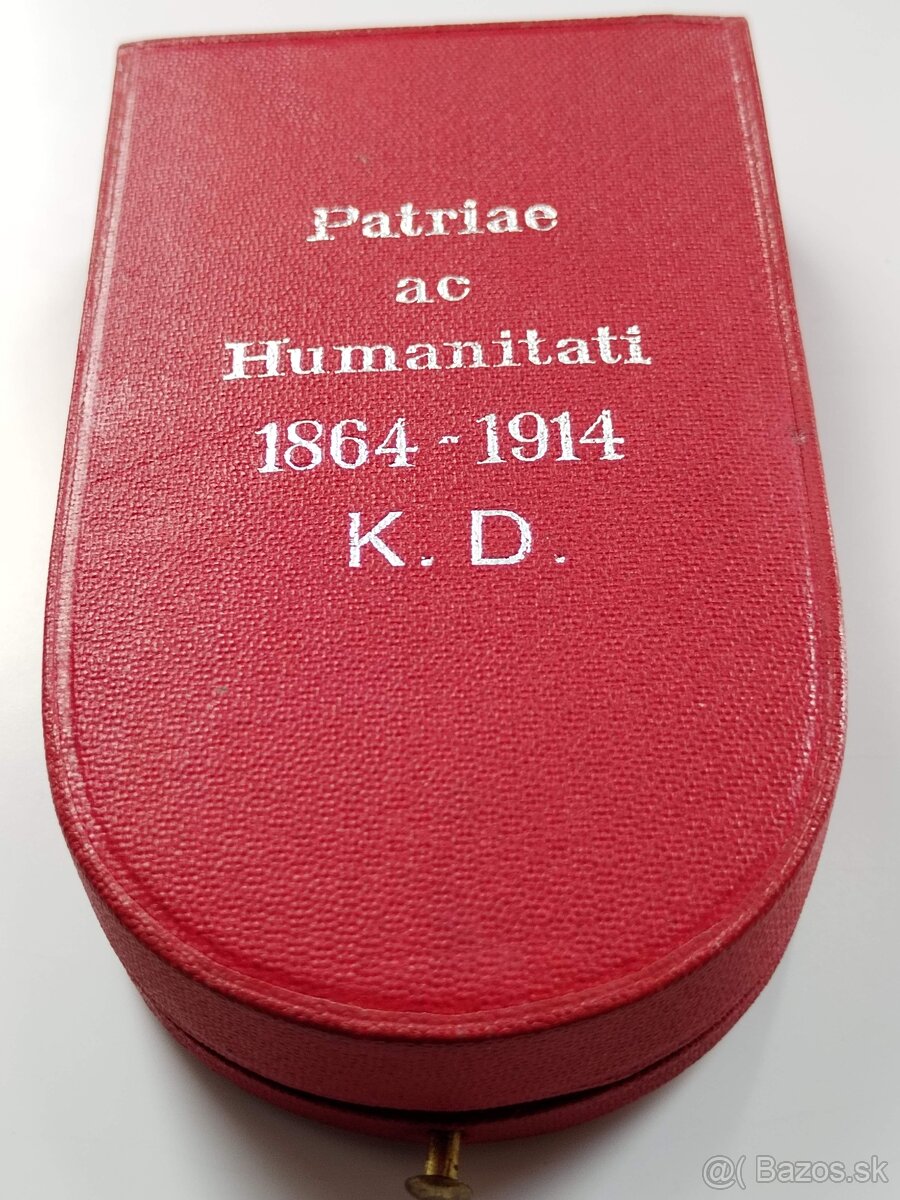 Patriae
ac
Humanitati
1864 - 1914
K. D.
@( Bazos.sk